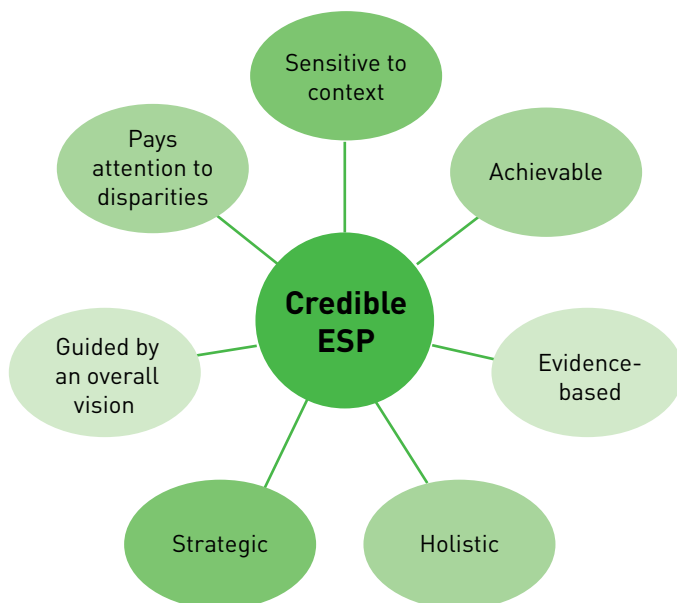 Sensitive to
context
Pays
attention to
disparities
Achievable
Credible
ESP
Guided by
an overall
vision
Evidence-
based
Strategic
Holistic